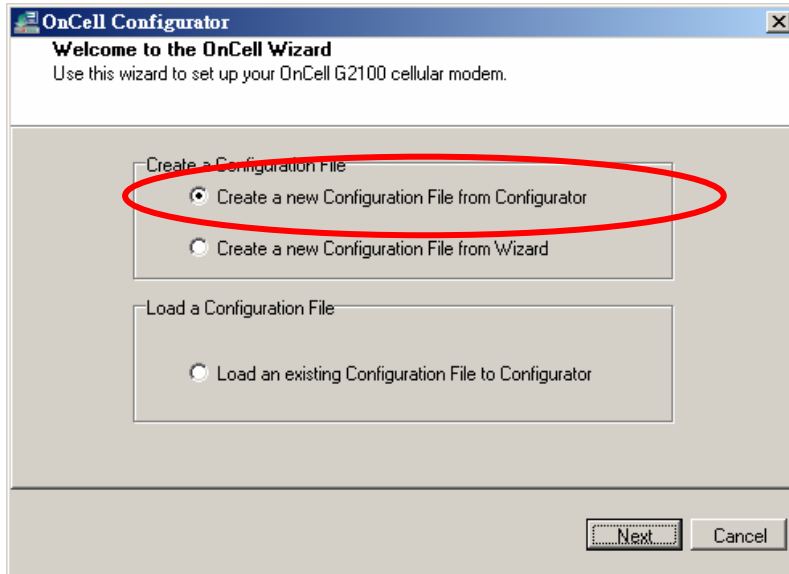 OnCell Configurator
Welcome to the OnCell Wizard
Use this wizard to set up your OnCell G2100 cellular modem.
Create a Configuration File
Create a new Configuration File from Configurator
Create a new Configuration File from Wizard
Load a Configuration File
Load an existing Configuration File to Configurator
Next
Cancel